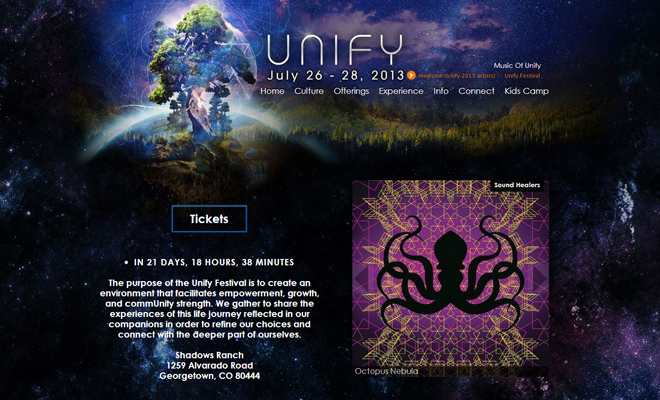 UNIFY
July 26 - 28, 2013
Music Of Unity
medicine (unify 2013 artists)
Unify Festival
Home Culture Offerings Experience Info Connect Kids Camp
Tickets
• IN 21 DAYS, 18 HOURS, 38 MINUTES
The purpose of the Unify Festival is to create an
environment that facilitates empowerment, growth,
and commUnity strength. We gather to share the
experiences of this life journey reflected in our
companions in order to refine our choices and
connect with the deeper part of ourselves.
Shadows Ranch
1259 Alvarado Road
Georgetown, CO 80444
Sound Healers
Octopus Nebula